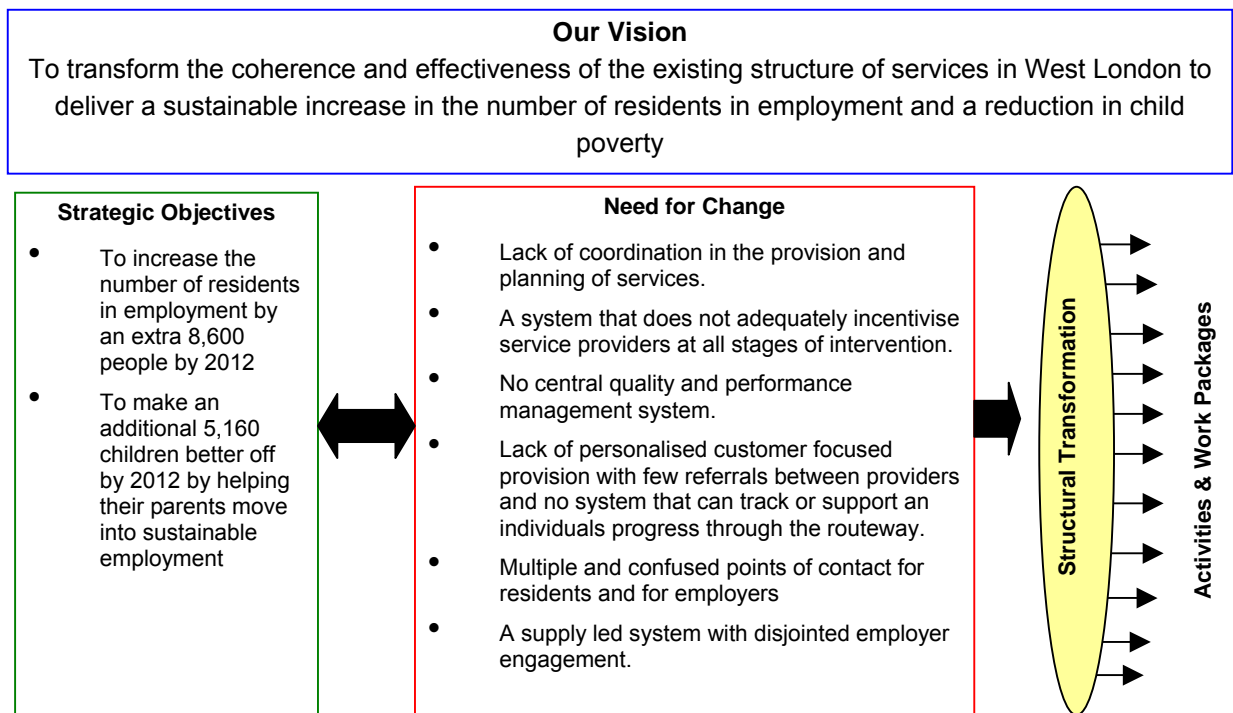 Our Vision
To transform the coherence and effectiveness of the existing structure of services in West London to
deliver a sustainable increase in the number of residents in employment and a reduction in child
poverty
Strategic Objectives
• To increase the
number of residents
in employment by
an extra 8,600
people by 2012
• To make an
additional 5,160
children better off
by 2012 by helping
their parents move
into sustainable
employment
Need for Change
• Lack of coordination in the provision and
planning of services.
• A system that does not adequately incentivise
service providers at all stages of intervention.
• No central quality and performance
management system.
• Lack of personalised customer focused
provision with few referrals between providers
and no system that can track or support an
individuals progress through the routeway.
• Multiple and confused points of contact for
residents and for employers
• A supply led system with disjointed employer
engagement.
Structural Transformation
Activities & Work Packages